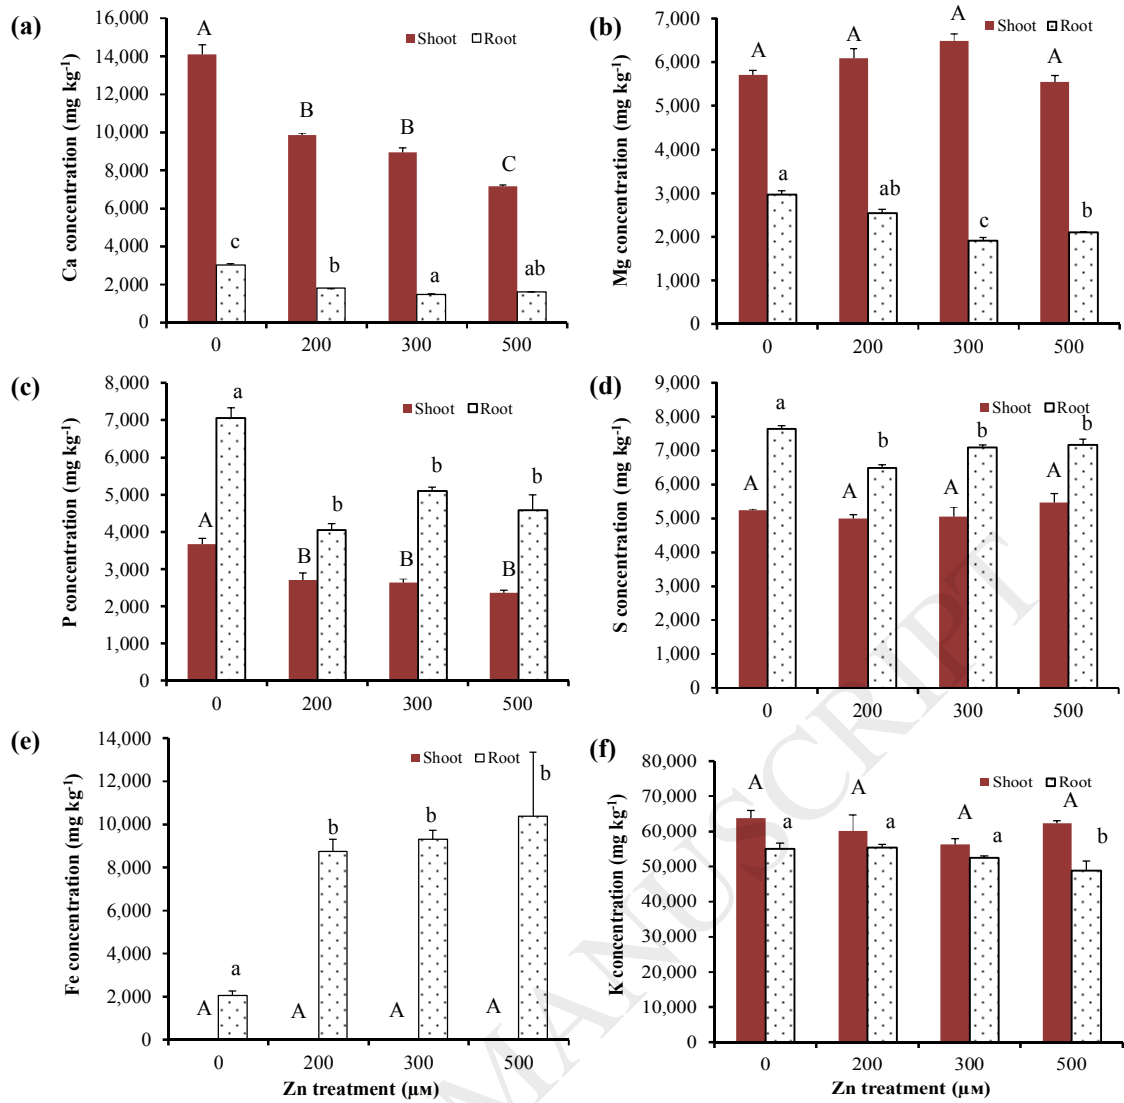 (a)
Ca concentration (mg kg-1)
16,000
14,000
12,000
10,000
8,000
6,000
4,000
2,000
0
Shoot Root
A
B
B
C
c
b
a
ab
0 200 300 500
(b)
Mg concentration (mg kg-1)
7,000
6,000
5,000
4,000
3,000
2,000
1,000
0
Shoot Root
A
A
A
A
a
ab
c
b
0 200 300 500
(c)
P concentration (mg kg-1)
8,000
7,000
6,000
5,000
4,000
3,000
2,000
1,000
0
Shoot Root
A
a
B
b
B
b
B
b
0 200 300 500
(d)
S concentration (mg kg-1)
9,000
8,000
7,000
6,000
5,000
4,000
3,000
2,000
1,000
0
Shoot Root
A
a
A
b
A
b
A
b
0 200 300 500
(e)
Fe concentration (mg kg-1)
14,000
12,000
10,000
8,000
6,000
4,000
2,000
0
Shoot Root
A
a
A
b
A
b
A
b
0 200 300 500
Zn treatment (μM)
(f)
K concentration (mg kg-1)
80,000
70,000
60,000
50,000
40,000
30,000
20,000
10,000
0
Shoot Root
A
a
A
a
A
a
A
b
0 200 300 500
Zn treatment (μM)
MANUSCRIPT